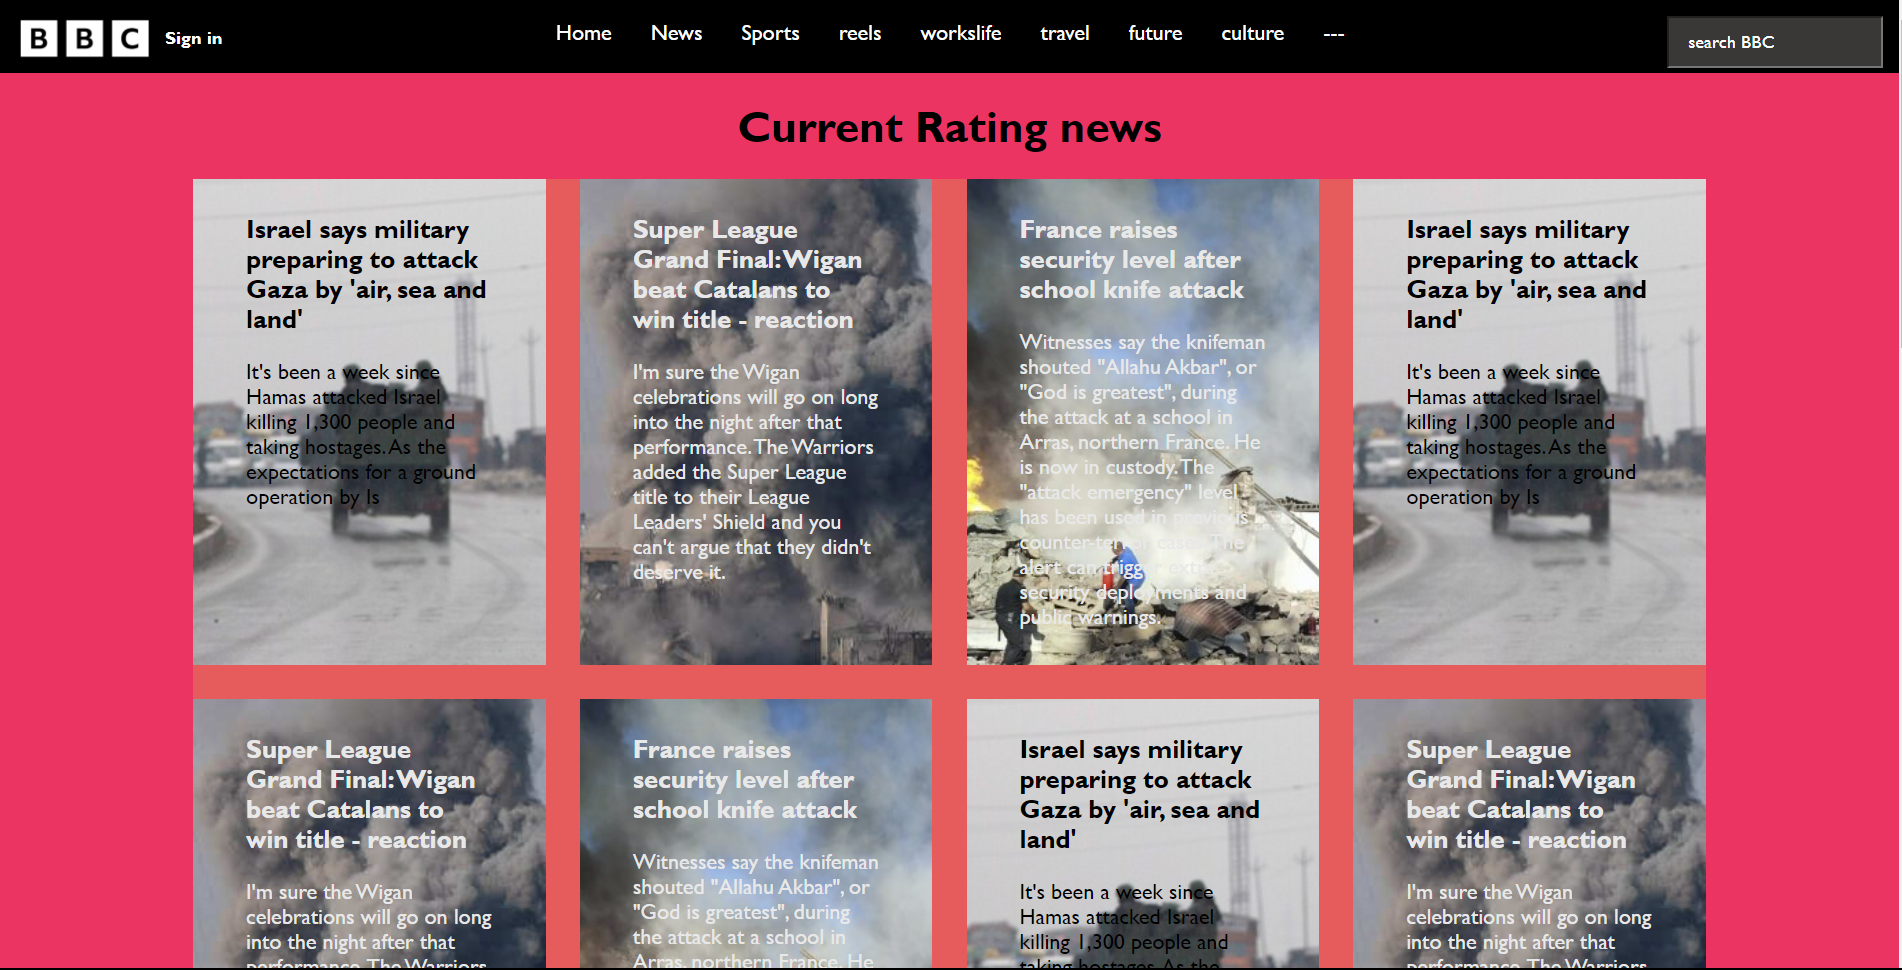 BBC Sign in Home News Sports reels workslife travel future culture --- search BBC
Current Rating news
Israel says military
preparing to attack
Gaza by 'air, sea and
land'
It's been a week since
Hamas attacked Israel
killing 1,300 people and
taking hostages. As the
expectations for a ground
operation by Is
Super League
Grand Final: Wigan
beat Catalans to
win title - reaction
I'm sure the Wigan
celebrations will go on long
into the night after that
performance. The Warriors
added the Super League
title to their League
Leaders' Shield and you
can't argue that they didn't
deserve it.
France raises
security level after
school knife attack
Witnesses say the knifeman
shouted "Allahu Akbar", or
"God is greatest", during
the attack at a school in
Arras, northern France. He
is now in custody. The
"attack emergency" level
has been used in previous
counter-terror cases. The
alert can trigger extra
security deployments and
public warnings.
Israel says military
preparing to attack
Gaza by 'air, sea and
land'
It's been a week since
Hamas attacked Israel
killing 1,300 people and
taking hostages. As the
expectations for a ground
operation by Is
Super League
Grand Final: Wigan
beat Catalans to
win title - reaction
I'm sure the Wigan
celebrations will go on long
into the night after that
performance. The Warriors
France raises
security level after
school knife attack
Witnesses say the knifeman
shouted "Allahu Akbar", or
"God is greatest", during
the attack at a school in
Arras, northern France. He
Israel says military
preparing to attack
Gaza by 'air, sea and
land'
It's been a week since
Hamas attacked Israel
killing 1,300 people and
taking hostages. As the
Super League
Grand Final: Wigan
beat Catalans to
win title - reaction
I'm sure the Wigan
celebrations will go on long
into the night after that
performance. The Warriors